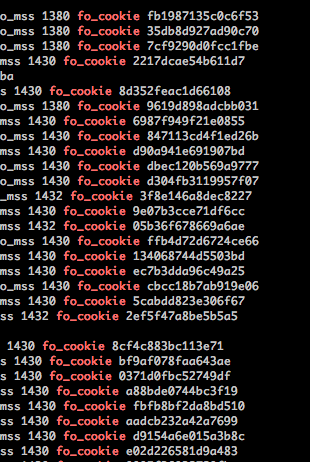 o_mss 1380 fo_cookie fb1987135c0c6f53
o_mss 1380 fo_cookie 35db8d927ad90c70
o_mss 1380 fo_cookie 7cf9290d0fcc1fbe
mss 1430 fo_cookie 2217dcae54b611d7
ba
s 1430 fo_cookie 8d352feac1d66108
o_mss 1380 fo_cookie 9619d898adcbb031
mss 1430 fo_cookie 6987f949f21e0855
o_mss 1430 fo_cookie 847113cd4f1ed26b
mss 1430 fo_cookie d90a941e691907bd
o_mss 1430 fo_cookie dbec120b569a9777
o_mss 1430 fo_cookie d304fb3119957f07
_mss 1432 fo_cookie 3f8e146a8dec8227
mss 1430 fo_cookie 9e07b3cce71df6cc
mss 1432 fo_cookie 05b36f678669a6ae
o_mss 1430 fo_cookie ffb4d72d6724ce66
mss 1430 fo_cookie 134068744d5503bd
mss 1430 fo_cookie ec7b3dda96c49a25
o_mss 1430 fo_cookie cbcc18b7ab919e06
mss 1430 fo_cookie 5cabdd823e306f67
ss 1432 fo_cookie 2ef5f47a8be5b5a5
1430 fo_cookie 8cf4c883bc113e71
s 1430 fo_cookie bf9af078faa643ae
s 1430 fo_cookie 0371d0fbc52749df
ss 1430 fo_cookie a88bde0744bc3f19
mss 1430 fo_cookie fbfb8bf2da8bd510
ss 1430 fo_cookie aadcb232a42a7699
mss 1430 fo_cookie d9154a6e015a3b8c
s 1430 fo_cookie e02d226581d9a483